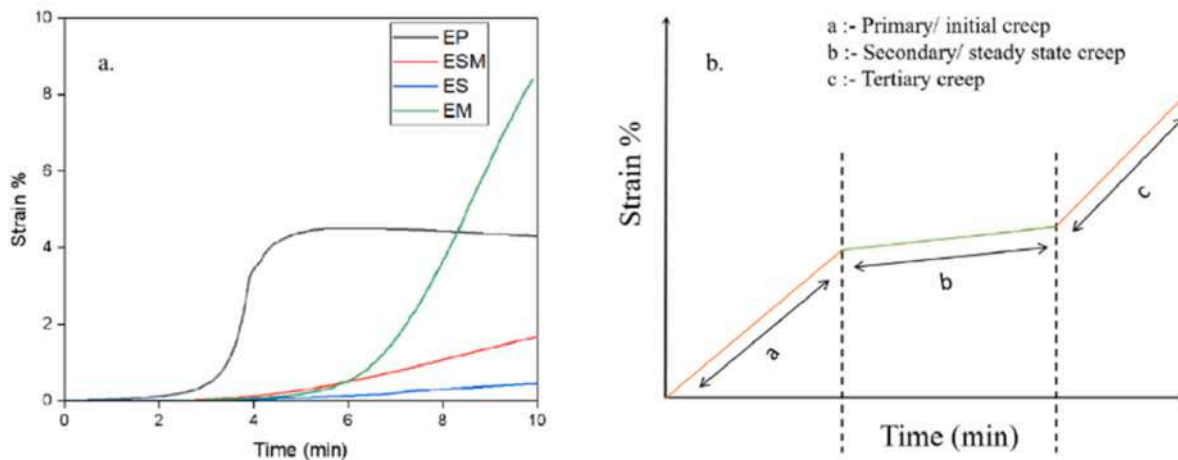 a.
EP
ESM
ES
EM
10
8
6
4
2
0
Strain %
0 2 4 6 8 10
Time (min)
b.
a :- Primary/ initial creep
b :- Secondary/ steady state creep
c :- Tertiary creep
Strain %
a
b
c
Time (min)